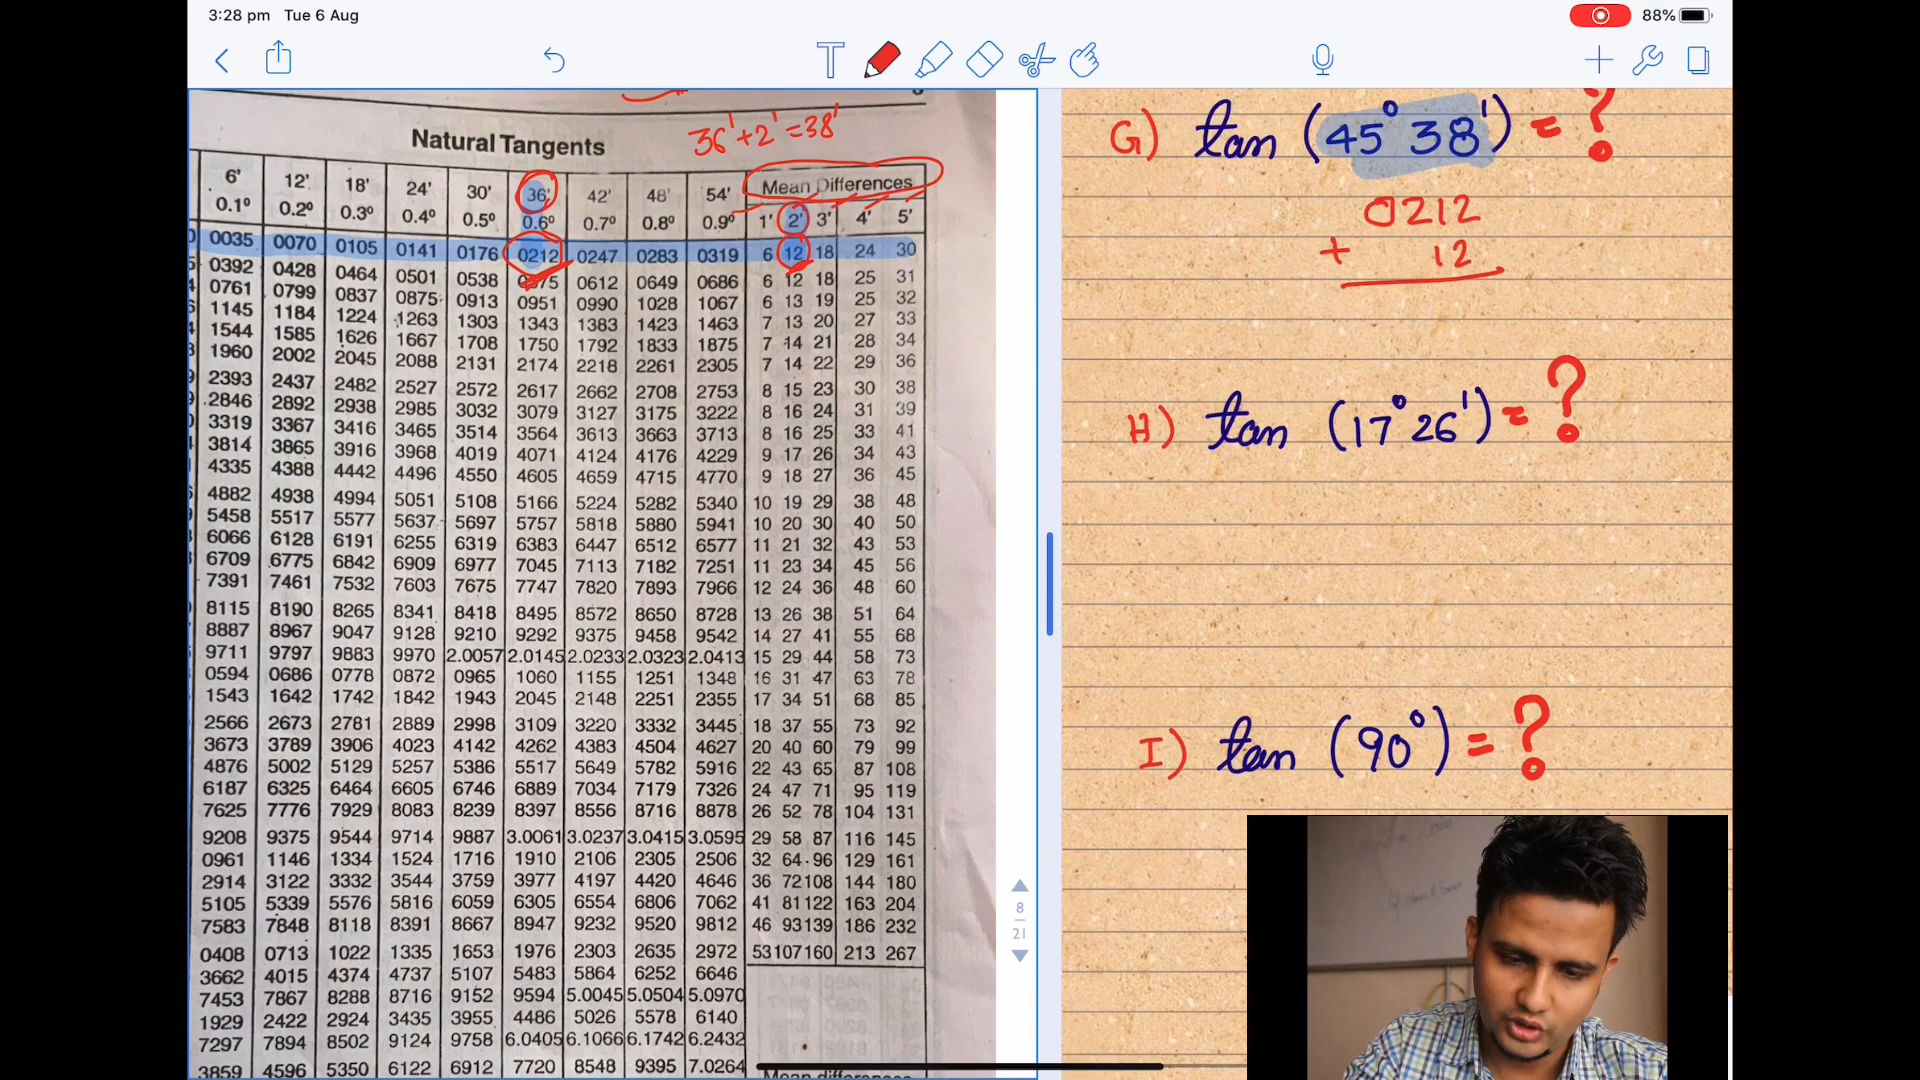 3:28 pm Tue 6 Aug
88%
T
Natural Tangents
36' + 2' = 38'
6' 12' 18' 24' 30' 36' 42' 48' 54' Mean Differences
0.1º 0.2º 0.3º 0.4º 0.5º 0.6º 0.7º 0.8º 0.9º 1' 2' 3' 4' 5'
0035 0070 0105 0141 0176 0212 0247 0283 0319 6 12 18 24 30
0392 0428 0464 0501 0538 0575 0612 0649 0686 6 12 18 25 31
0761 0799 0837 0875 0913 0951 0990 1028 1067 6 13 19 25 32
1145 1184 1224 1263 1303 1343 1383 1423 1463 7 13 20 27 33
1544 1585 1626 1667 1708 1750 1792 1833 1875 7 14 21 28 34
1960 2002 2045 2088 2131 2174 2218 2261 2305 7 14 22 29 36
2393 2437 2482 2527 2572 2617 2662 2708 2753 8 15 23 30 38
2846 2892 2938 2985 3032 3079 3127 3175 3222 8 16 24 31 39
3319 3367 3416 3465 3514 3564 3613 3663 3713 8 16 25 33 41
3814 3865 3916 3968 4019 4071 4124 4176 4229 9 17 26 34 43
4335 4388 4442 4496 4550 4605 4659 4715 4770 9 18 27 36 45
4882 4938 4994 5051 5108 5166 5224 5282 5340 10 19 29 38 48
5458 5517 5577 5637 5697 5757 5818 5880 5941 10 20 30 40 50
6066 6128 6191 6255 6319 6383 6447 6512 6577 11 21 32 43 53
6709 6775 6842 6909 6977 7045 7113 7182 7251 11 23 34 45 56
7391 7461 7532 7603 7675 7747 7820 7893 7966 12 24 36 48 60
8115 8190 8265 8341 8418 8495 8572 8650 8728 13 26 38 51 64
8887 8967 9047 9128 9210 9292 9375 9458 9542 14 27 41 55 68
9711 9797 9883 9970 2.0057 2.0145 2.0233 2.0323 2.0413 15 29 44 58 73
0594 0686 0778 0872 0965 1060 1155 1251 1348 16 31 47 63 78
1543 1642 1742 1842 1943 2045 2148 2251 2355 17 34 51 68 85
2566 2673 2781 2889 2998 3109 3220 3332 3445 18 37 55 73 92
3673 3789 3906 4023 4142 4262 4383 4504 4627 20 40 60 79 99
4876 5002 5129 5257 5386 5517 5649 5782 5916 22 43 65 87 108
6187 6325 6464 6605 6746 6889 7034 7179 7326 24 47 71 95 119
7625 7776 7929 8083 8239 8397 8556 8716 8878 26 52 78 104 131
9208 9375 9544 9714 9887 3.0061 3.0237 3.0415 3.0595 29 58 87 116 145
0961 1146 1334 1524 1716 1910 2106 2305 2506 32 64 96 129 161
2914 3122 3332 3544 3759 3977 4197 4420 4646 36 72 108 144 180
5105 5339 5576 5816 6059 6305 6554 6806 7062 41 81 122 163 204
7583 7848 8118 8391 8667 8947 9232 9520 9812 46 93 139 186 232
0408 0713 1022 1335 1653 1976 2303 2635 2972 53 107 160 213 267
3662 4015 4374 4737 5107 5483 5864 6252 6646
7453 7867 8288 8716 9152 9594 5.0045 5.0504 5.0970
1929 2422 2924 3435 3955 4486 5026 5578 6140
7297 7894 8502 9124 9758 6.0405 6.1066 6.1742 6.2432
3859 4596 5350 6122 6912 7720 8548 9395 7.0264
8
21
G) tan (45° 38') = ?
0212
+ 12
H) tan (17° 26') = ?
I) tan (90°) = ?